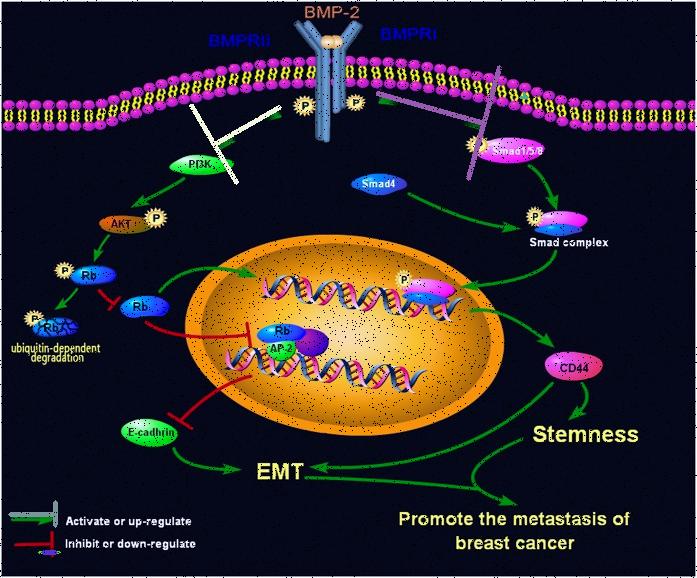 BMP-2
BMPRii
BMPRi
P
P
P
Smad1/5/8
PI3K
Smad4
AKT
P
P
Smad complex
P
Rb
P
Rb
P
Rb
ubiquitin-dependent
degradation
Rb
AP-2
CD44
E-cadhrin
Stemness
EMT
Activate or up-regulate
Inhibit or down-regulate
Promote the metastasis of
breast cancer